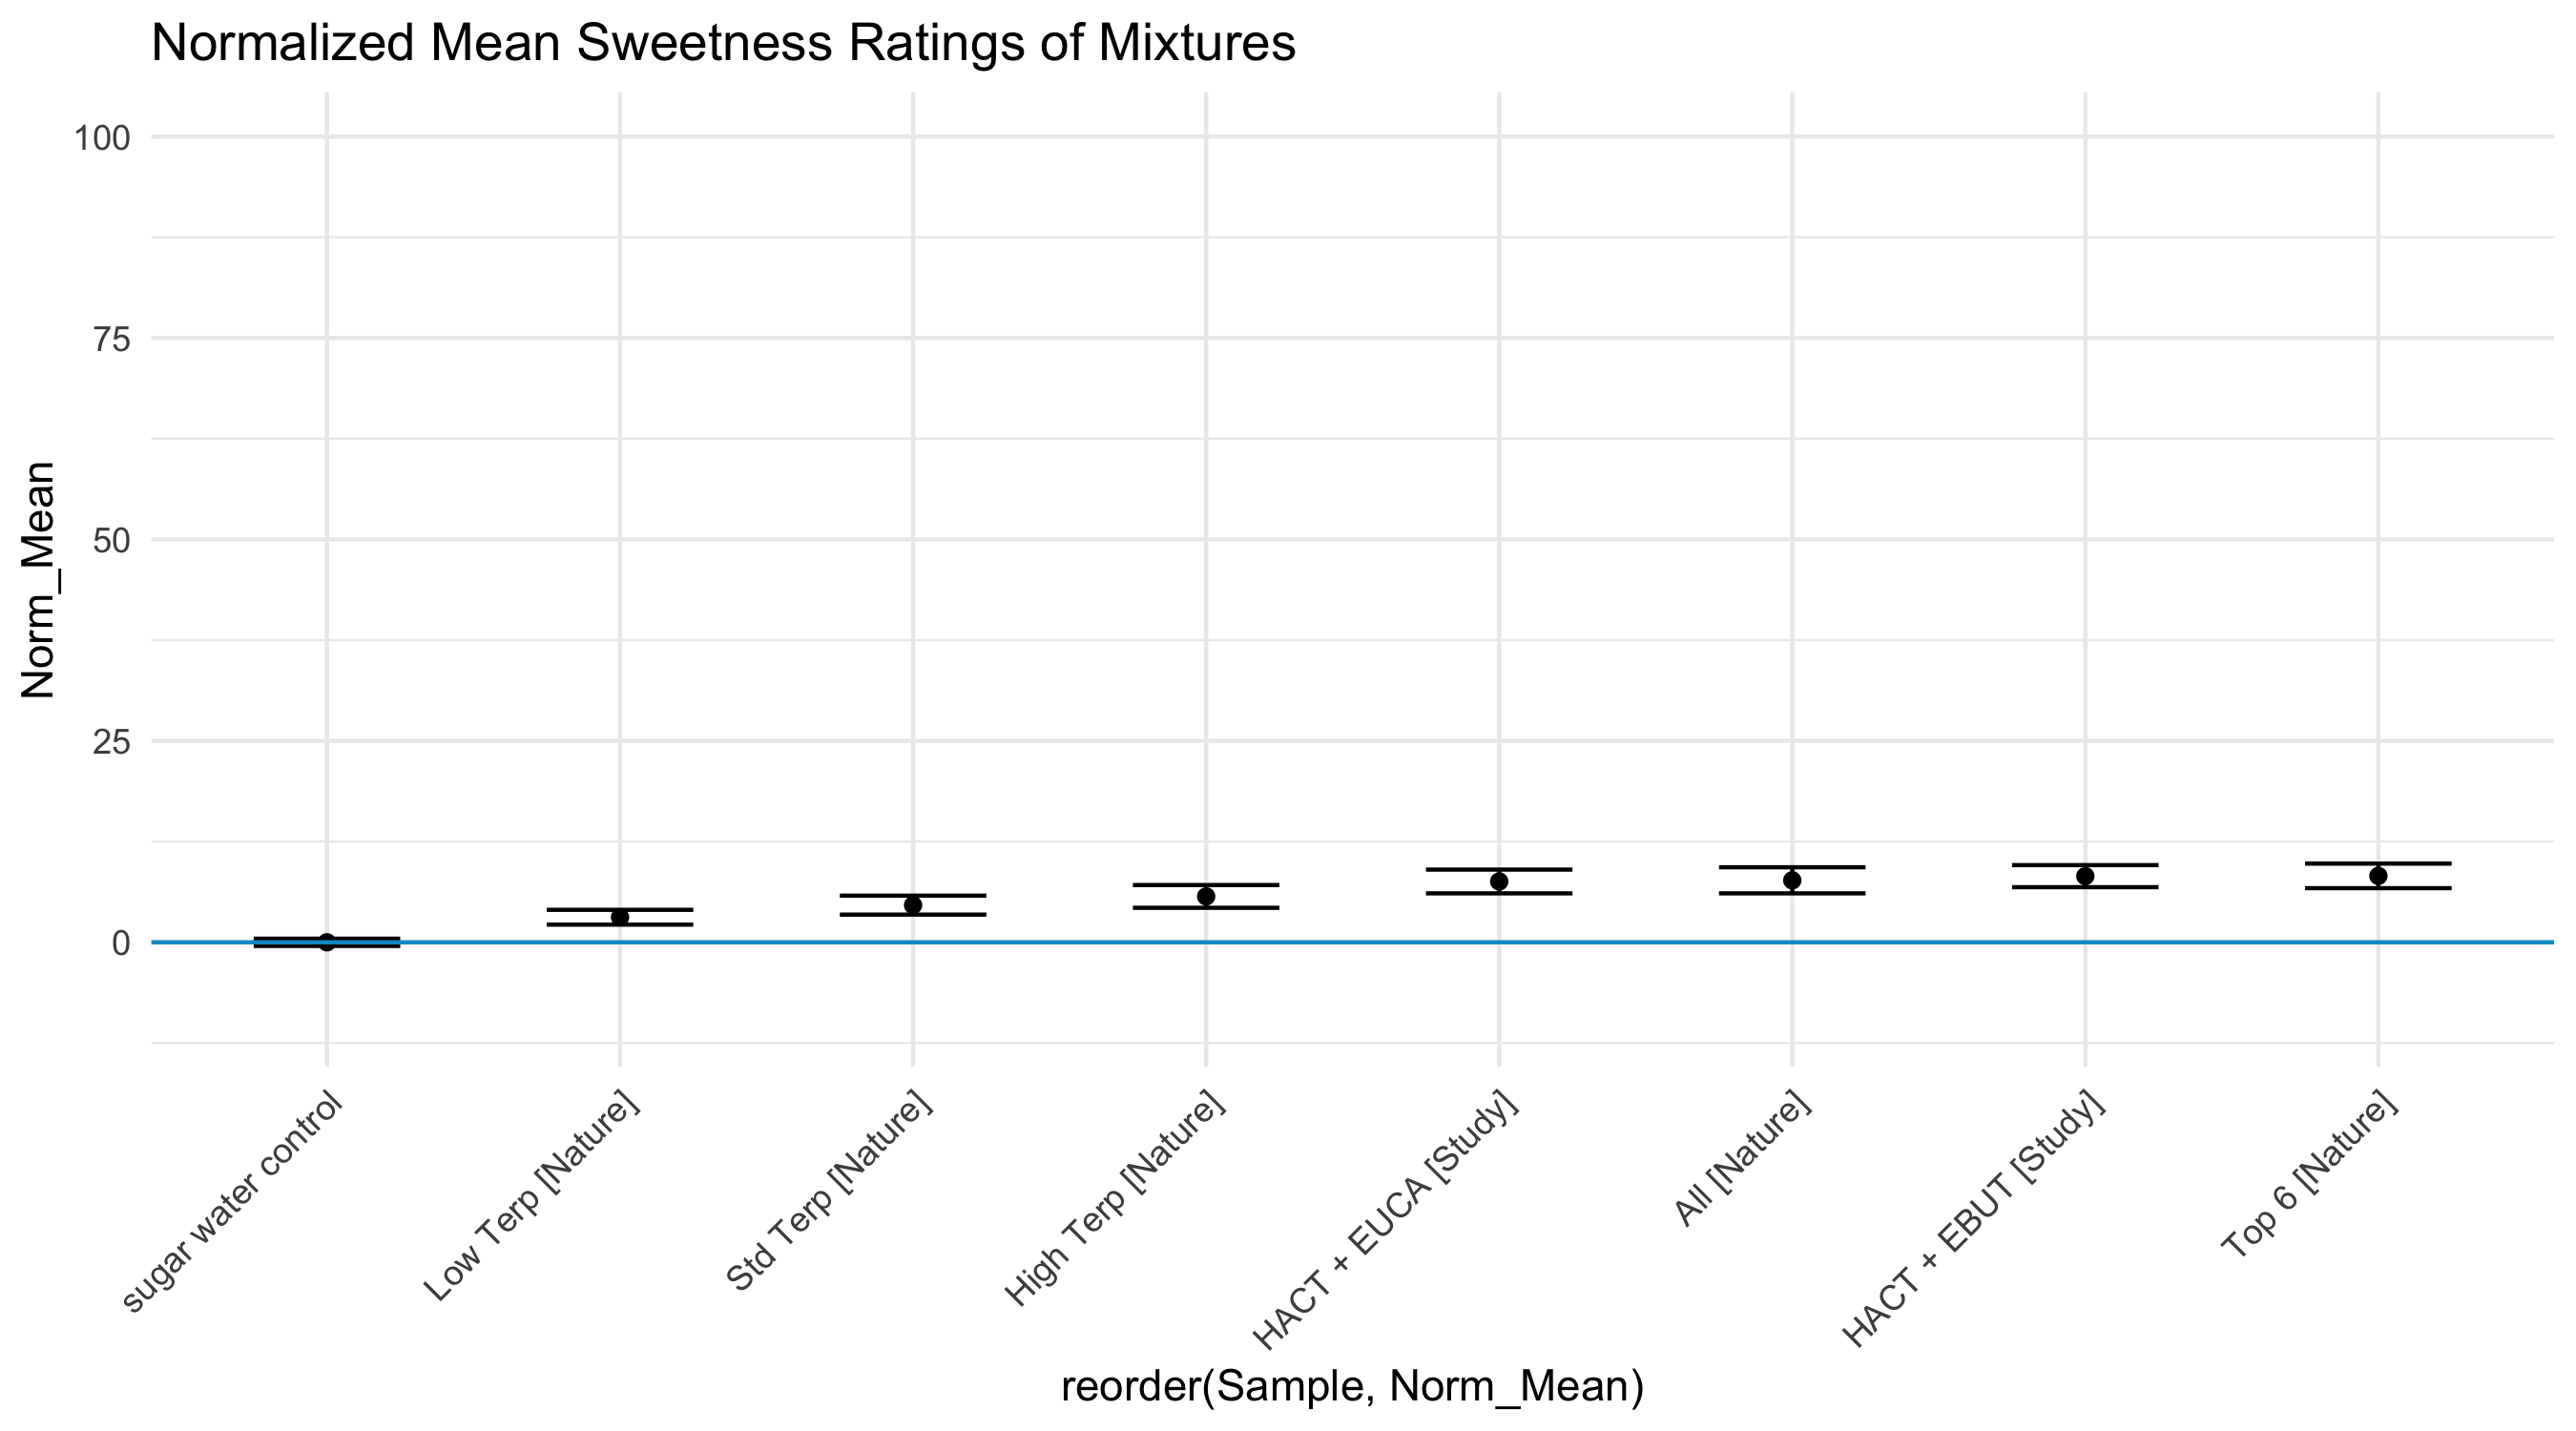 Normalized Mean Sweetness Ratings of Mixtures
100
75
50
25
0
Norm_Mean
sugar water control
Low Terp [Nature]
Std Terp [Nature]
High Terp [Nature]
HACT + EUCA [Study]
All [Nature]
HACT + EBUT [Study]
Top 6 [Nature]
reorder(Sample, Norm_Mean)